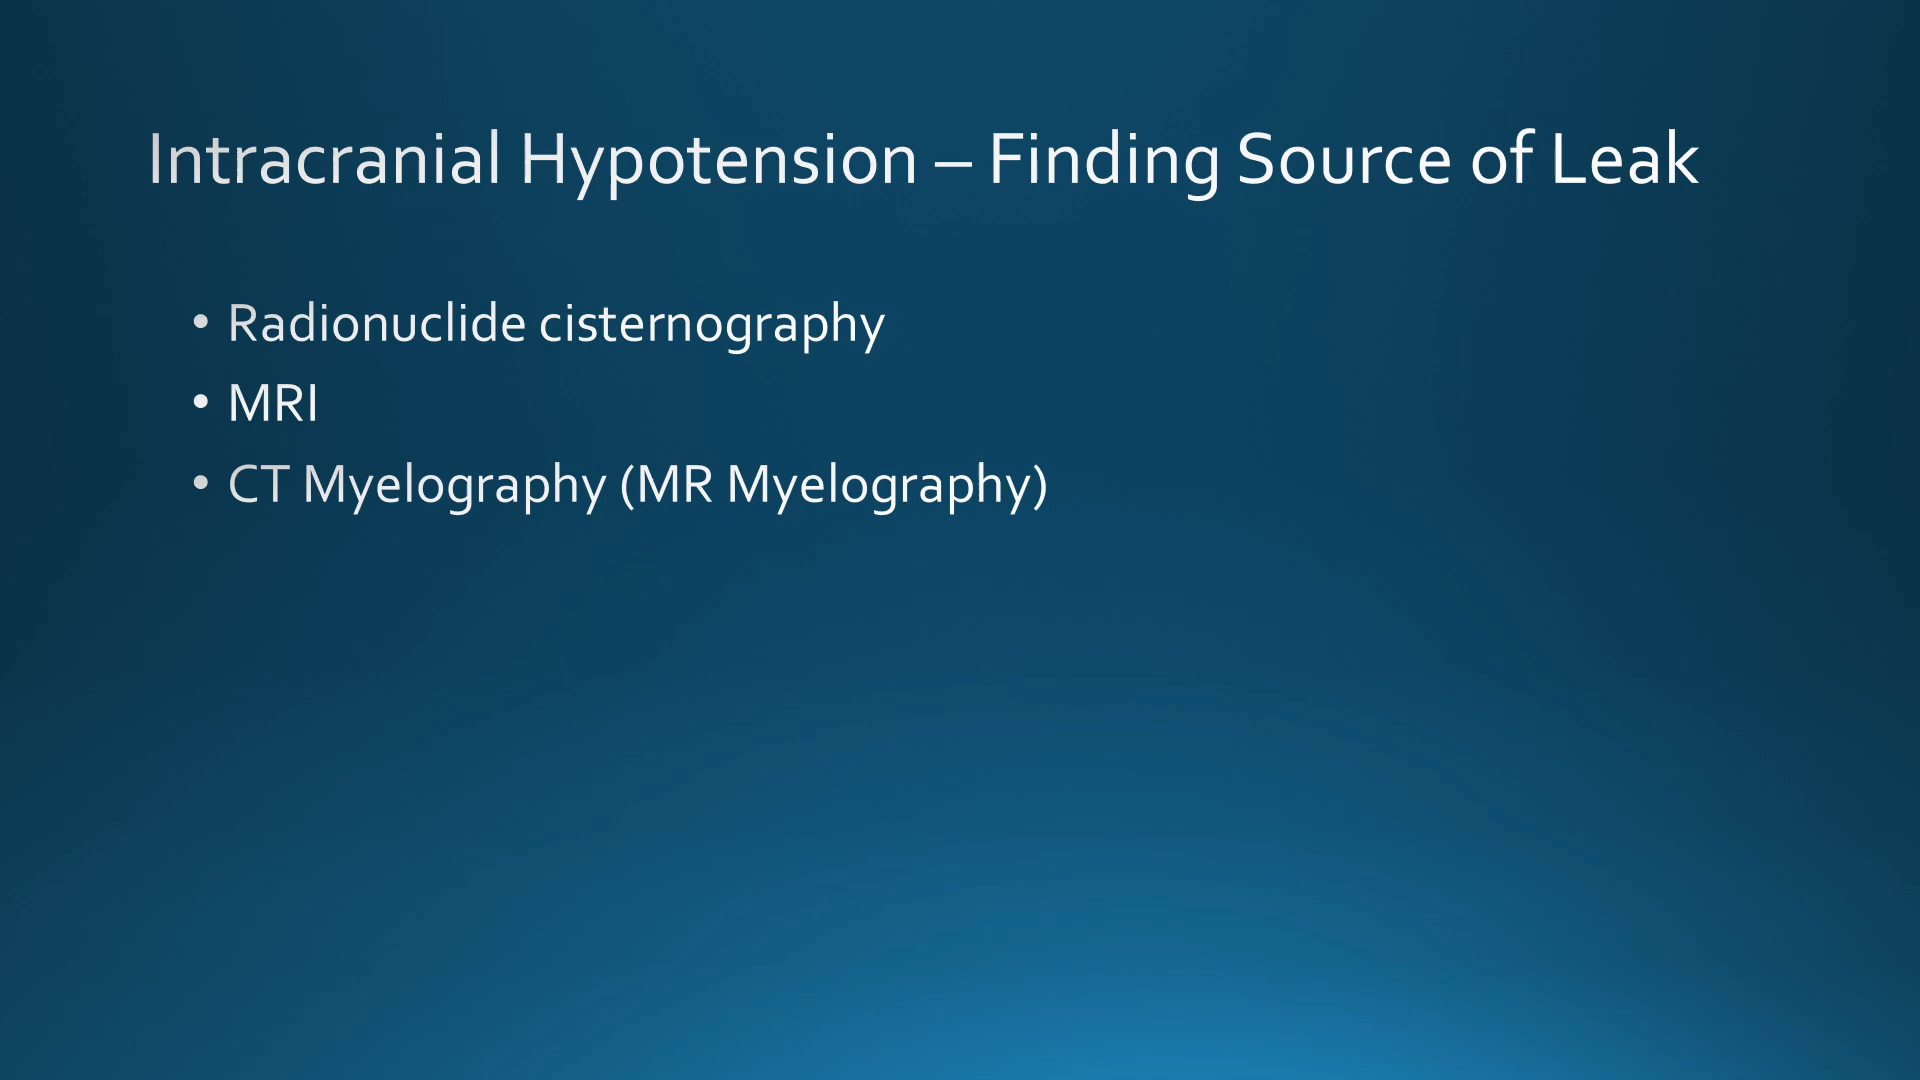 Intracranial Hypotension – Finding Source of Leak
• Radionuclide cisternography
• MRI
• CT Myelography (MR Myelography)